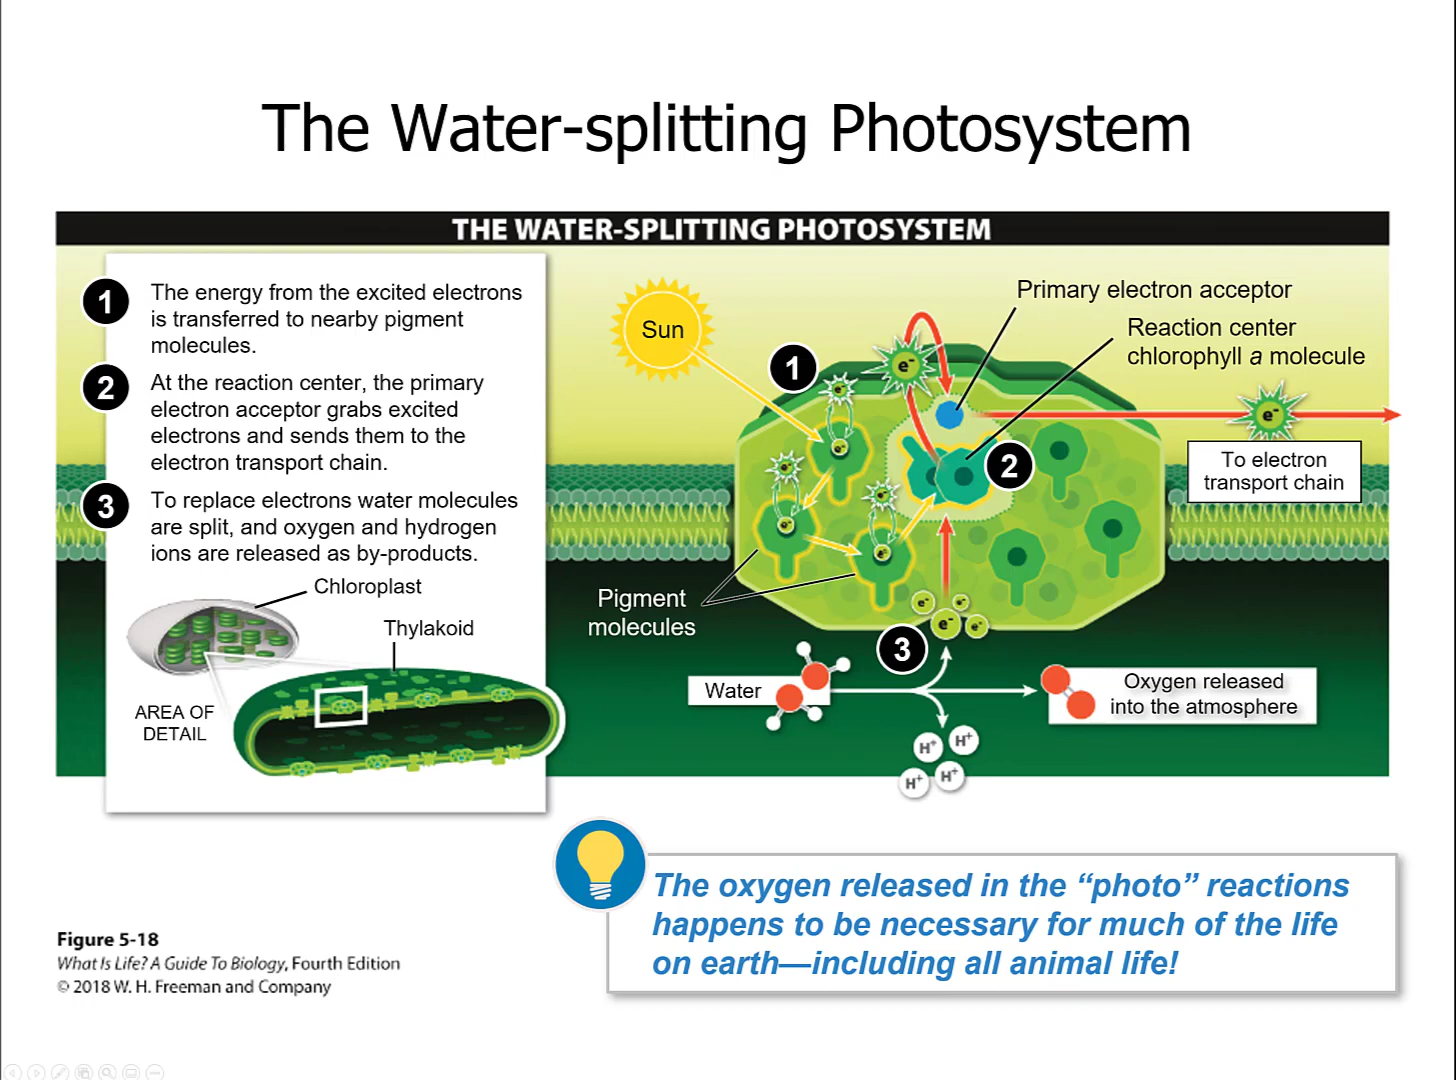 The Water-splitting Photosystem
THE WATER-SPLITTING PHOTOSYSTEM
1
The energy from the excited electrons
is transferred to nearby pigment
molecules.
2
At the reaction center, the primary
electron acceptor grabs excited
electrons and sends them to the
electron transport chain.
3
To replace electrons water molecules
are split, and oxygen and hydrogen
ions are released as by-products.
Chloroplast
Thylakoid
AREA OF
DETAIL
Sun
1
e-
e-
e-
e-
e-
e-
e-
Primary electron acceptor
Reaction center
chlorophyll a molecule
2
e-
To electron
transport chain
Pigment
molecules
3
e-
e-
e-
e-
Water
Oxygen released
into the atmosphere
H+
H+
H+
H+
The oxygen released in the “photo” reactions
happens to be necessary for much of the life
on earth—including all animal life!
Figure 5-18
What Is Life? A Guide To Biology, Fourth Edition
© 2018 W. H. Freeman and Company